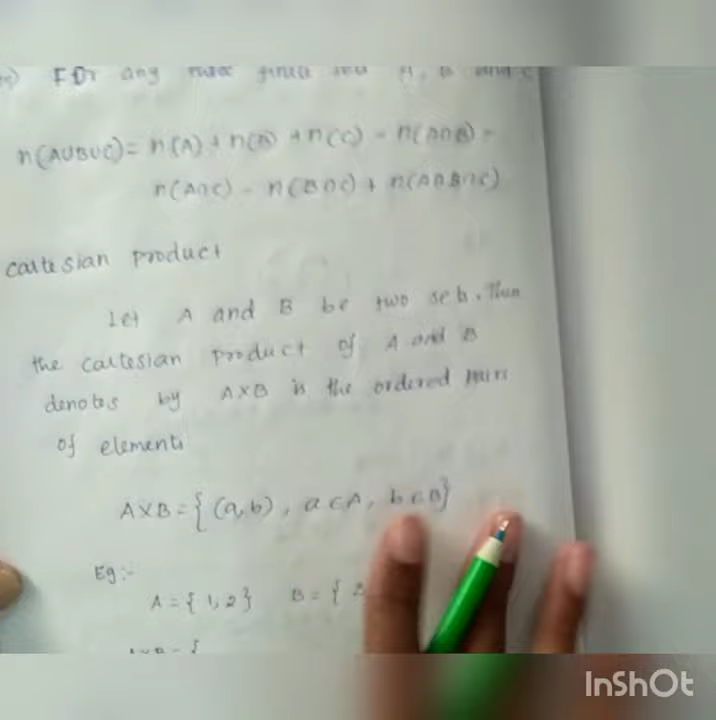 For any
n(AUBUC) = n(A) + n(B) + n(C) - n(A∩B) -
n(A∩C) - n(B∩C) + n(A∩B∩C)
cartesian product
Let A and B be two sets. Then
the cartesian product of A and B
denotes by A×B is the ordered pairs
of elements
A×B = { (a,b), a∈A, b∈B}
Eg:-
A = { 1, 2 } B = {
A×B = {
InShOt